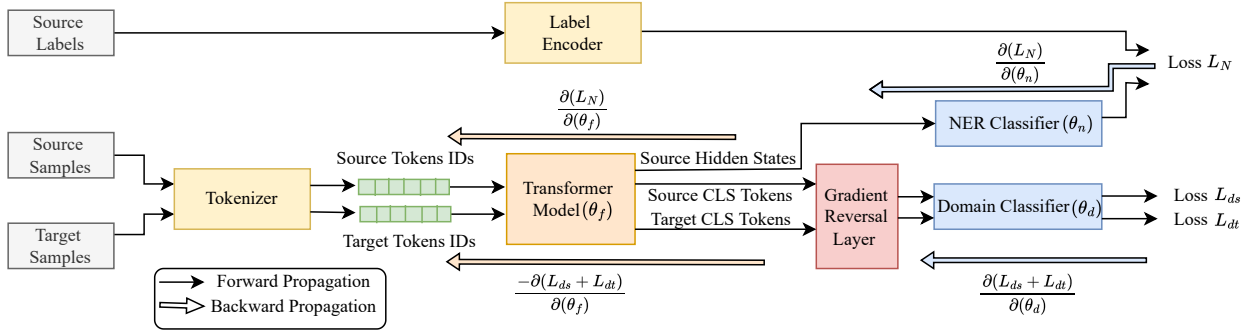 Source
Labels
Label
Encoder
∂(L_N)
∂(θ_n)
Loss L_N
∂(L_N)
∂(θ_f)
NER Classifier (θ_n)
Source
Samples
Source Tokens IDs
Source Hidden States
Tokenizer
Transformer
Model(θ_f)
Source CLS Tokens
Target CLS Tokens
Gradient
Reversal
Layer
Domain Classifier (θ_d)
Loss L_ds
Loss L_dt
Target
Samples
Target Tokens IDs
Forward Propagation
Backward Propagation
−∂(L_ds + L_dt)
∂(θ_f)
∂(L_ds + L_dt)
∂(θ_d)